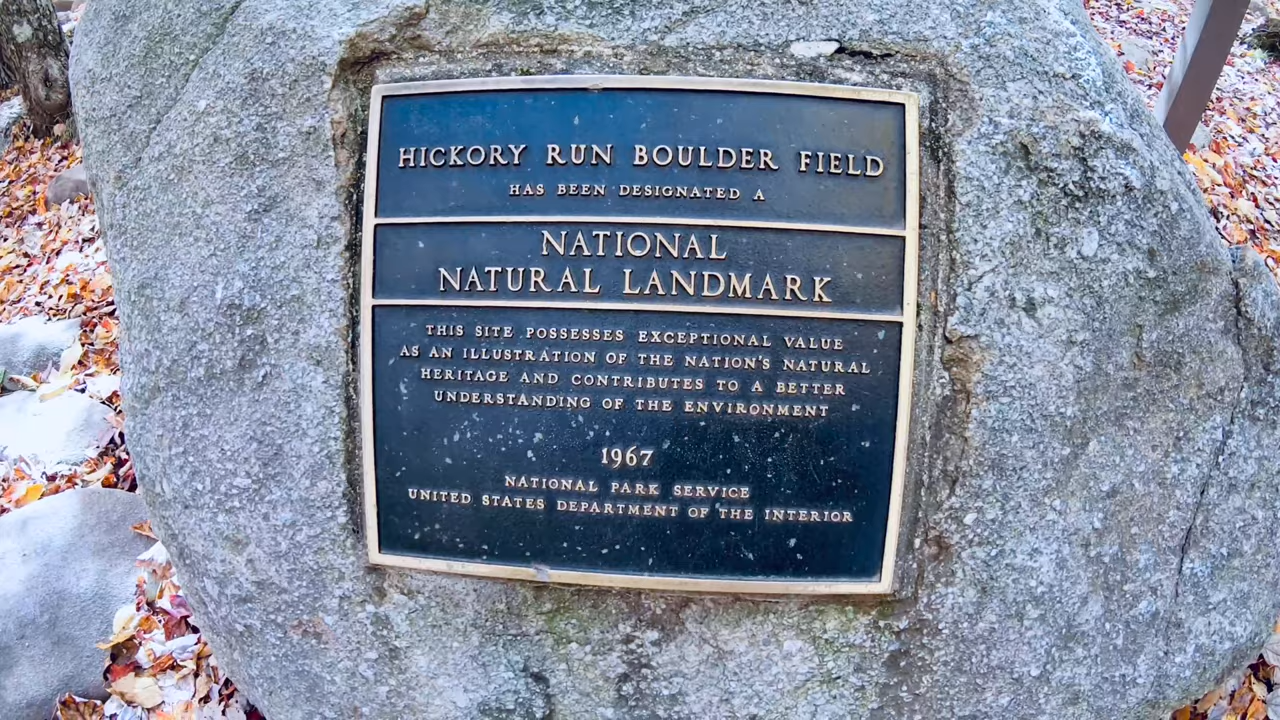 HICKORY RUN BOULDER FIELD
HAS BEEN DESIGNATED A
NATIONAL
NATURAL LANDMARK
THIS SITE POSSESSES EXCEPTIONAL VALUE
AS AN ILLUSTRATION OF THE NATION'S NATURAL
HERITAGE AND CONTRIBUTES TO A BETTER
UNDERSTANDING OF THE ENVIRONMENT
1967
NATIONAL PARK SERVICE
UNITED STATES DEPARTMENT OF THE INTERIOR